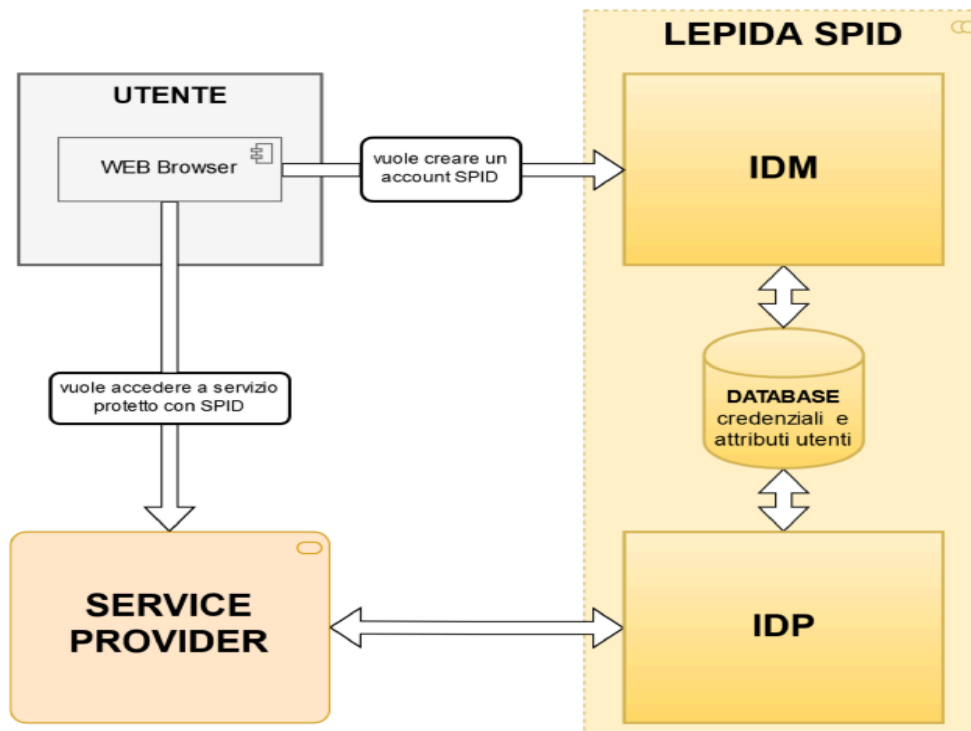 LEPIDA SPID
UTENTE
WEB Browser
vuole creare un
account SPID
IDM
vuole accedere a servizio
protetto con SPID
DATABASE
credenziali e
attributi utenti
SERVICE
PROVIDER
IDP